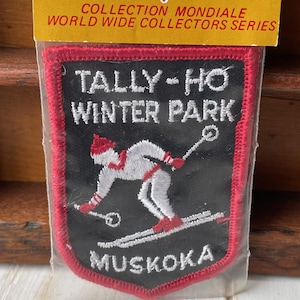 COLLECTION MONDIALE
WORLD WIDE COLLECTORS SERIES
TALLY-HO
WINTER PARK
MUSKOKA